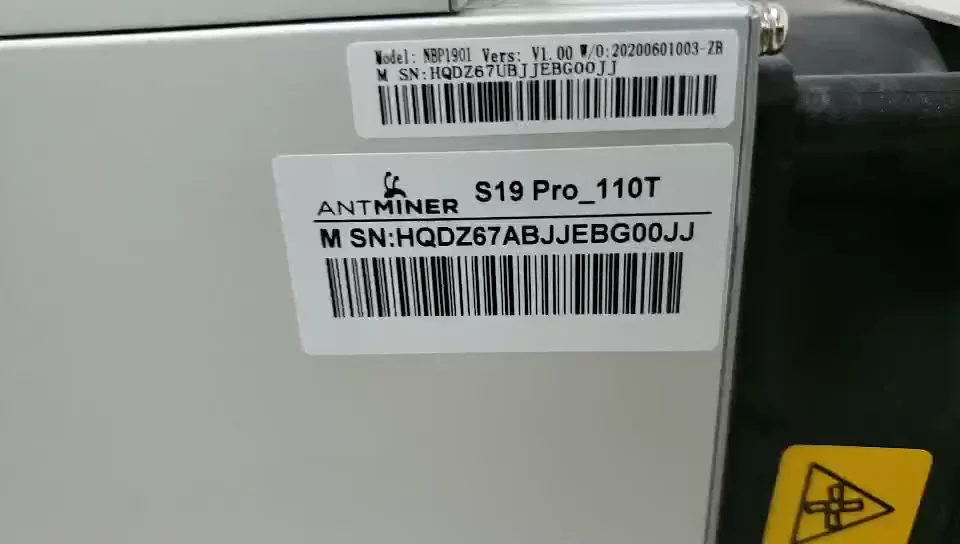 Model: NBP1901 Vers: V1.00 W/O:20200601003-ZB
M SN:HQDZ67UBJJEBG00JJ
ANTMINER S19 Pro_110T
M SN:HQDZ67ABJJEBG00JJ